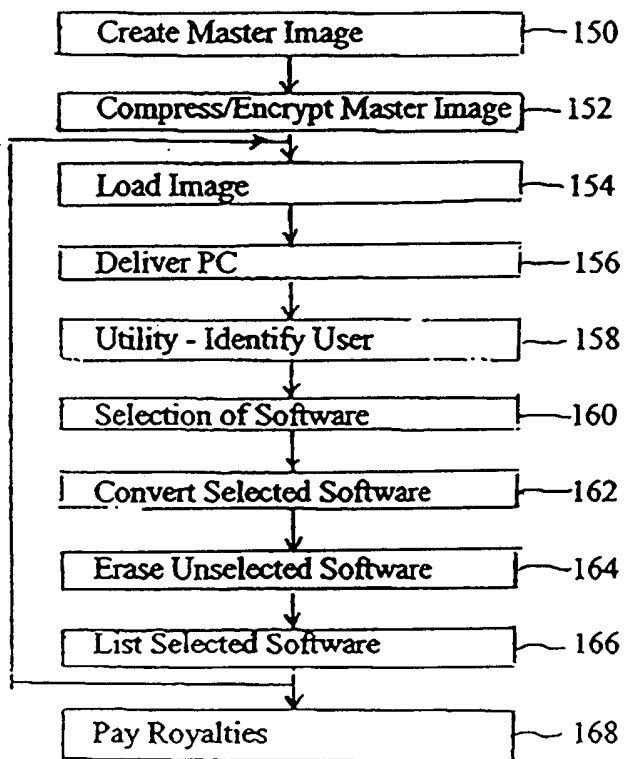 Create Master Image 150
Compress/Encrypt Master Image 152
Load Image 154
Deliver PC 156
Utility - Identify User 158
Selection of Software 160
Convert Selected Software 162
Erase Unselected Software 164
List Selected Software 166
Pay Royalties 168